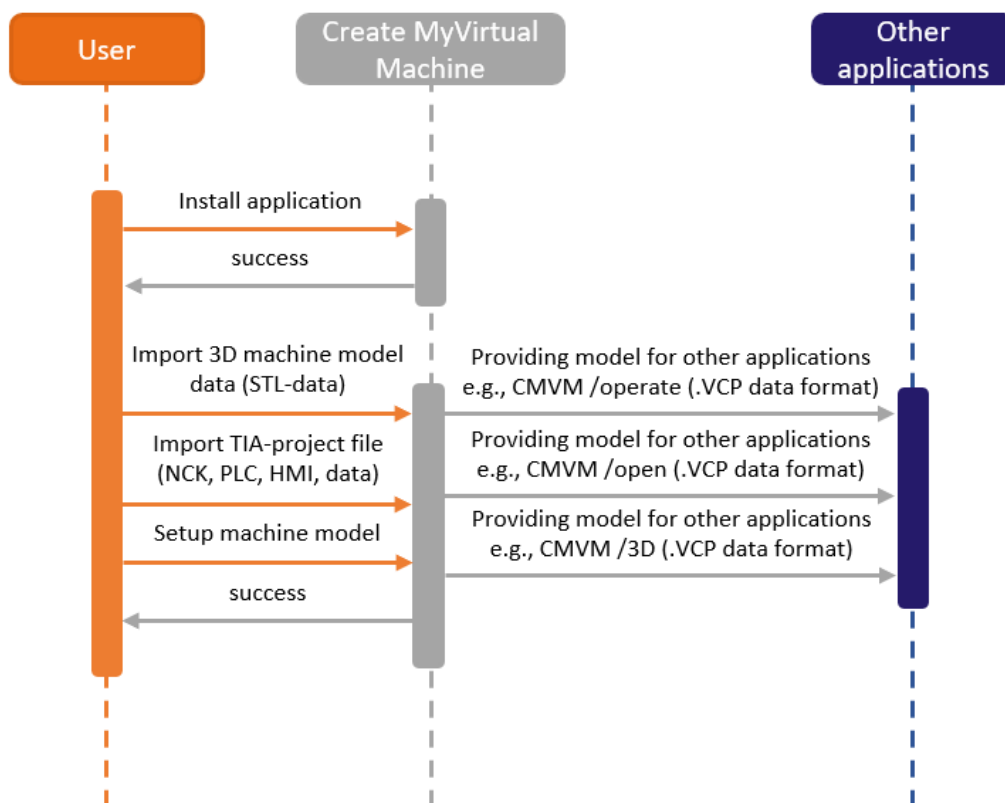 User
Create MyVirtual
Machine
Other
applications
Install application
success
Import 3D machine model
data (STL-data)
Providing model for other applications
e.g., CMVM /operate (.VCP data format)
Import TIA-project file
(NCK, PLC, HMI, data)
Providing model for other applications
e.g., CMVM /open (.VCP data format)
Setup machine model
Providing model for other applications
e.g., CMVM /3D (.VCP data format)
success